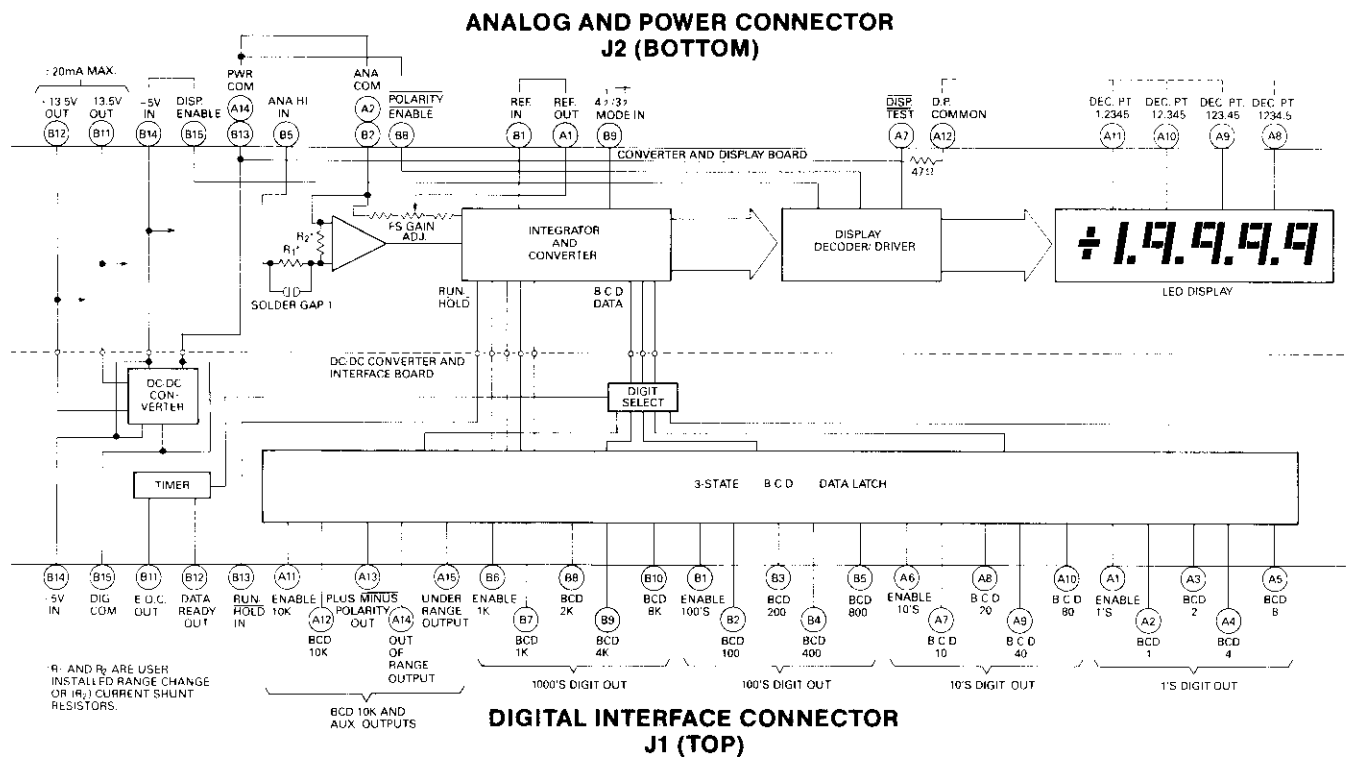 ANALOG AND POWER CONNECTOR
J2 (BOTTOM)
20mA MAX.
13.5V OUT
B12
13.5V OUT
B11
-5V IN
B14
DISP. ENABLE
B15
PWR COM
A14
B13
ANA HI IN
B5
ANA COM
A2
B2
POLARITY ENABLE
B8
REF. IN
B1
REF. OUT
A1
MODE IN
B9
DISP. TEST
A7
D.P. COMMON
A12
DEC. PT 1.2345
A11
DEC. PT 12.345
A10
DEC. PT. 123.45
A9
DEC. PT 1234.5
A8
CONVERTER AND DISPLAY BOARD
47Ω
R1*
R2*
SOLDER GAP 1
FS GAIN ADJ.
INTEGRATOR AND CONVERTER
DISPLAY DECODER/DRIVER
1.9.9.9.9
LED DISPLAY
RUN-HOLD
BCD DATA
DC-DC CONVERTER AND INTERFACE BOARD
DC-DC CON-VERTER
DIGIT SELECT
TIMER
3-STATE BCD DATA LATCH
B14
5V IN
B15
DIG COM
B11
E.O.C. OUT
B12
DATA READY OUT
B13
RUN-HOLD IN
A11
ENABLE 10K
A12
BCD 10K
A13
PLUS MINUS POLARITY OUT
A14
OUT OF RANGE OUTPUT
A15
UNDER RANGE OUTPUT
B6
ENABLE 1K
B7
BCD 1K
B8
BCD 2K
B9
BCD 4K
B10
BCD 8K
B1
ENABLE 100'S
B2
BCD 100
B3
BCD 200
B4
BCD 400
B5
BCD 800
A6
ENABLE 10'S
A7
BCD 10
A8
BCD 20
A9
BCD 40
A10
BCD 80
A1
ENABLE 1'S
A2
BCD 1
A3
BCD 2
A4
BCD 4
A5
BCD 8
*R1 AND R2 ARE USER
INSTALLED RANGE CHANGE
OR (R2) CURRENT SHUNT
RESISTORS.
BCD 10K AND
AUX. OUTPUTS
1000'S DIGIT OUT
100'S DIGIT OUT
10'S DIGIT OUT
1'S DIGIT OUT
DIGITAL INTERFACE CONNECTOR
J1 (TOP)